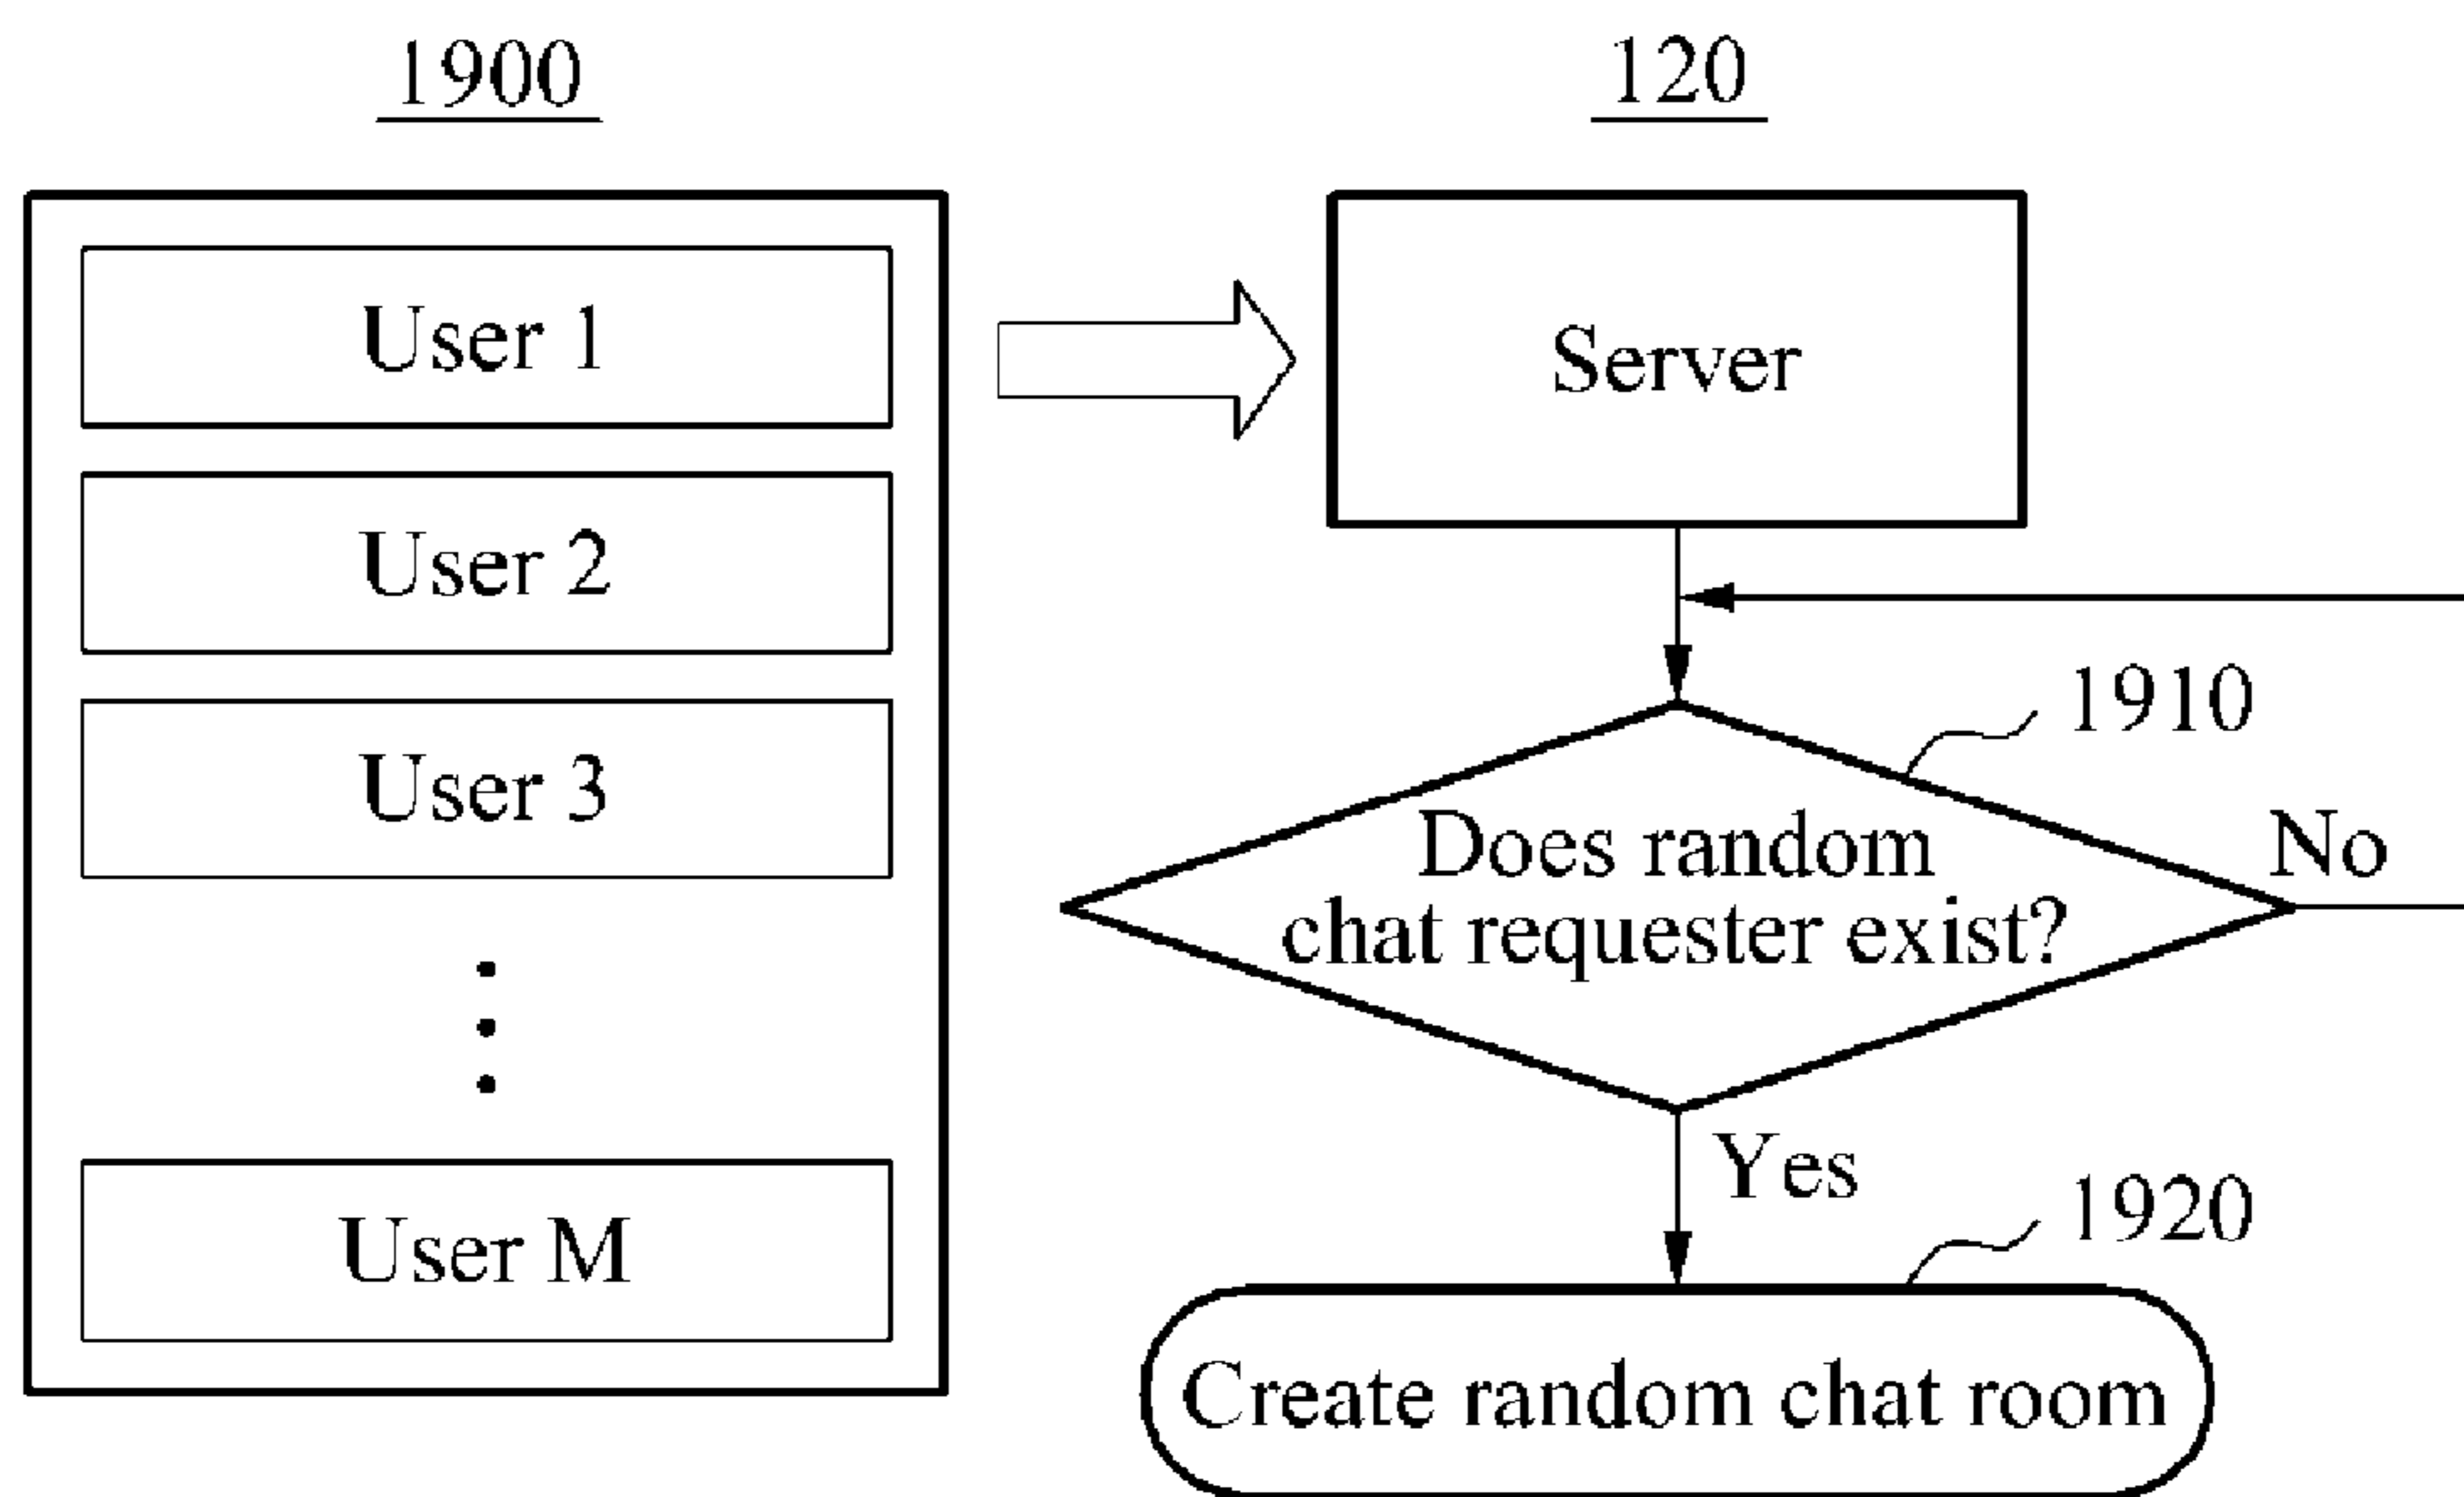 1900
User 1
User 2
User 3
User M
120
Server
1910
Does random
chat requester exist?
No
Yes
1920
Create random chat room